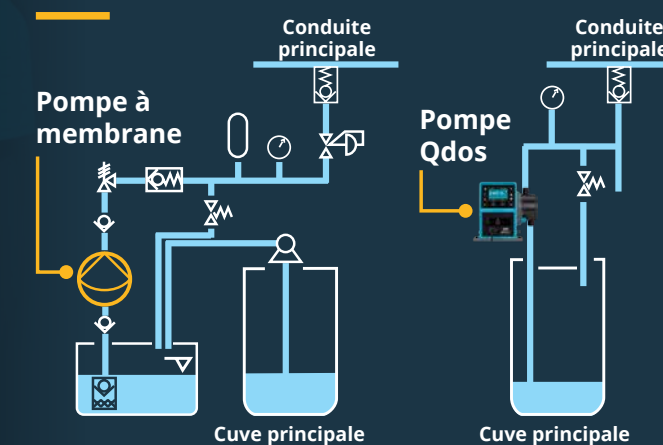 Conduite
principale
Pompe à
membrane
Cuve principale
Conduite
principale
Pompe
Qdos
Cuve principale